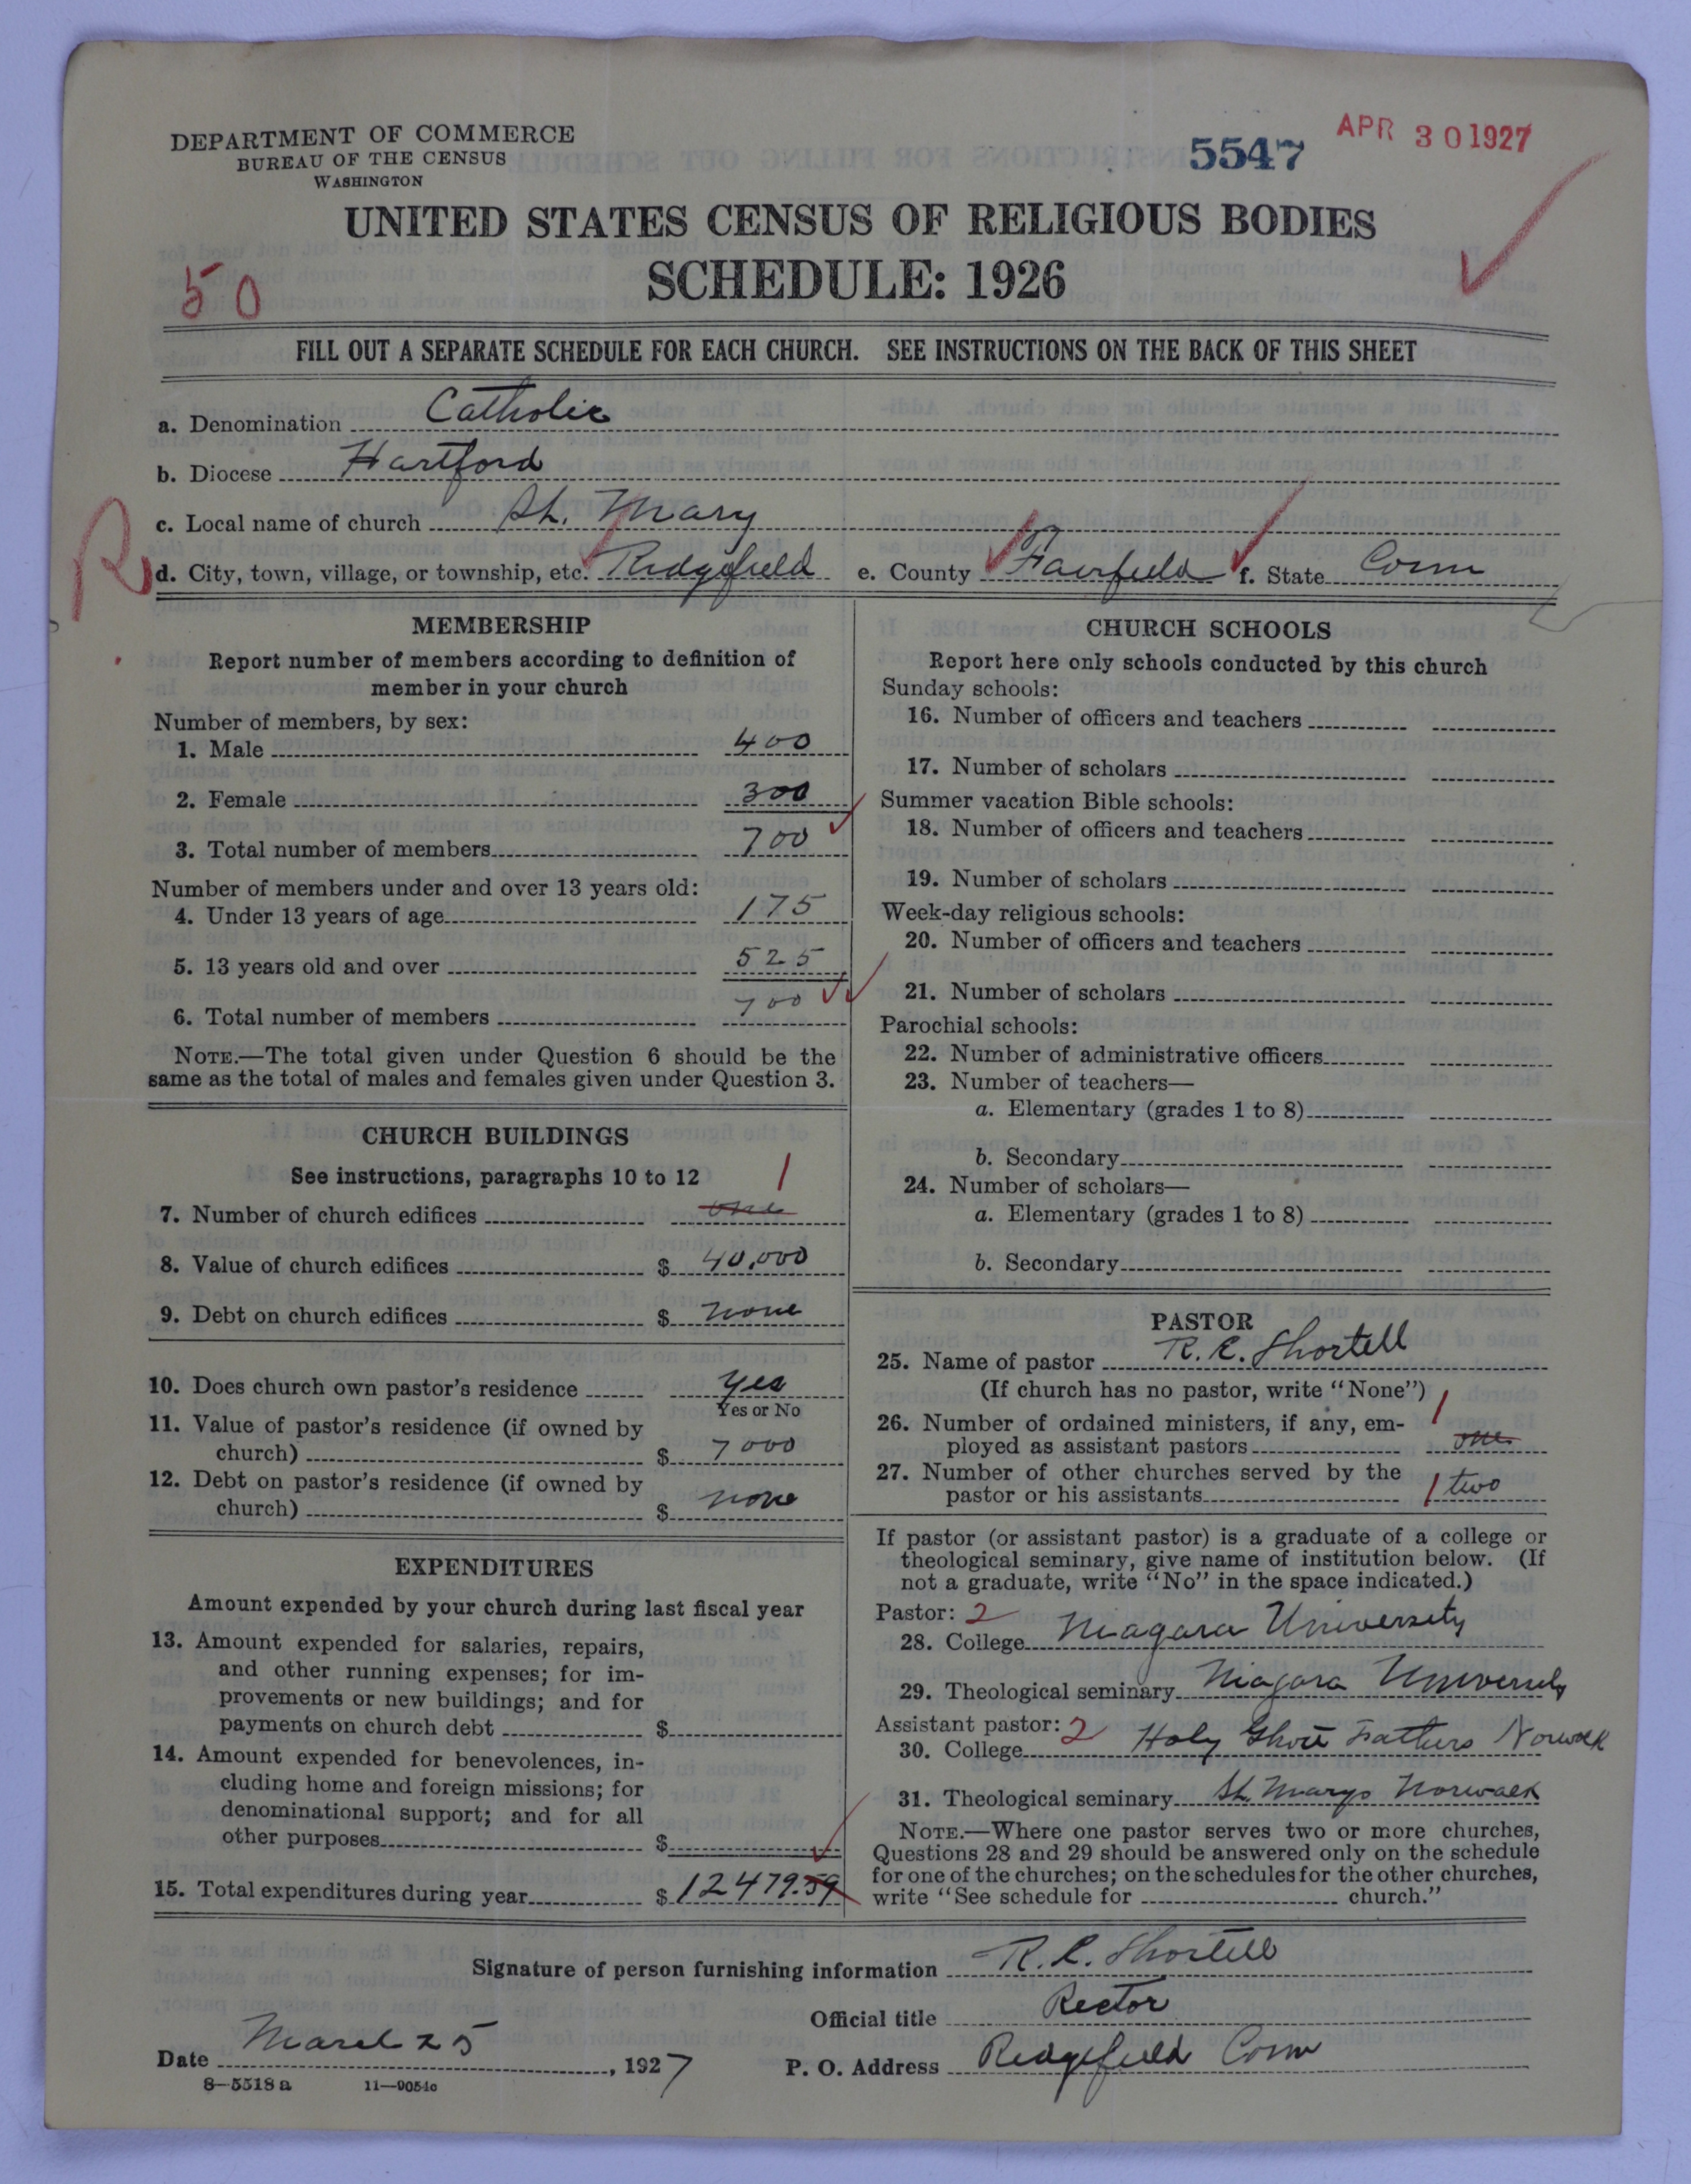 DEPARTMENT OF COMMERCE
BUREAU OF THE CENSUS
WASHINGTON
5547
APR 30 1927
UNITED STATES CENSUS OF RELIGIOUS BODIES
SCHEDULE: 1926
50
FILL OUT A SEPARATE SCHEDULE FOR EACH CHURCH. SEE INSTRUCTIONS ON THE BACK OF THIS SHEET
a. Denomination Catholic
b. Diocese Hartford
c. Local name of church St. Mary
R
d. City, town, village, or township, etc. Ridgefield e. County Fairfield f. State Conn
MEMBERSHIP
Report number of members according to definition of
member in your church
Number of members, by sex:
1. Male 400
2. Female 300
3. Total number of members 700
Number of members under and over 13 years old:
4. Under 13 years of age 175
5. 13 years old and over 525
6. Total number of members 700
NOTE.—The total given under Question 6 should be the
same as the total of males and females given under Question 3.
CHURCH BUILDINGS
See instructions, paragraphs 10 to 12
1
7. Number of church edifices one
8. Value of church edifices $ 40,000
9. Debt on church edifices $ none
10. Does church own pastor's residence yes
Yes or No
11. Value of pastor's residence (if owned by
church) $ 7000
12. Debt on pastor's residence (if owned by
church) $ none
EXPENDITURES
Amount expended by your church during last fiscal year
13. Amount expended for salaries, repairs,
and other running expenses; for im-
provements or new buildings; and for
payments on church debt $
14. Amount expended for benevolences, in-
cluding home and foreign missions; for
denominational support; and for all
other purposes $
15. Total expenditures during year $ 12479.59
CHURCH SCHOOLS
Report here only schools conducted by this church
Sunday schools:
16. Number of officers and teachers
17. Number of scholars
Summer vacation Bible schools:
18. Number of officers and teachers
19. Number of scholars
Week-day religious schools:
20. Number of officers and teachers
21. Number of scholars
Parochial schools:
22. Number of administrative officers
23. Number of teachers—
a. Elementary (grades 1 to 8)
b. Secondary
24. Number of scholars—
a. Elementary (grades 1 to 8)
b. Secondary
PASTOR
25. Name of pastor R. E. Shortell
(If church has no pastor, write "None")
26. Number of ordained ministers, if any, em-
1
ployed as assistant pastors one
27. Number of other churches served by the
pastor or his assistants 1 two
If pastor (or assistant pastor) is a graduate of a college or
theological seminary, give name of institution below. (If
not a graduate, write "No" in the space indicated.)
Pastor: 2
28. College Niagara University
29. Theological seminary Niagara University
Assistant pastor: 2
30. College Holy Ghost Fathers Norwalk
31. Theological seminary St. Marys Norwalk
NOTE.—Where one pastor serves two or more churches,
Questions 28 and 29 should be answered only on the schedule
for one of the churches; on the schedules for the other churches,
write "See schedule for church."
Signature of person furnishing information R. E. Shortell
Official title Rector
Date March 25, 1927
P. O. Address Ridgefield Conn
8—5518 a 11—9054c